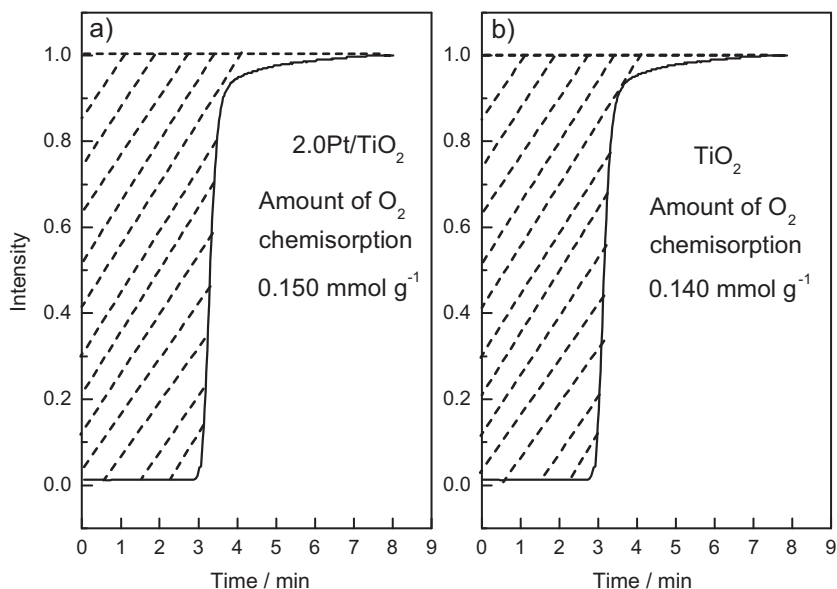 a)
1.0
0.8
0.6
0.4
0.2
0.0
Intensity
2.0Pt/TiO₂
Amount of O₂
chemisorption
0.150 mmol g⁻¹
0 1 2 3 4 5 6 7 8 9
Time / min
b)
1.0
0.8
0.6
0.4
0.2
0.0
TiO₂
Amount of O₂
chemisorption
0.140 mmol g⁻¹
0 1 2 3 4 5 6 7 8 9
Time / min